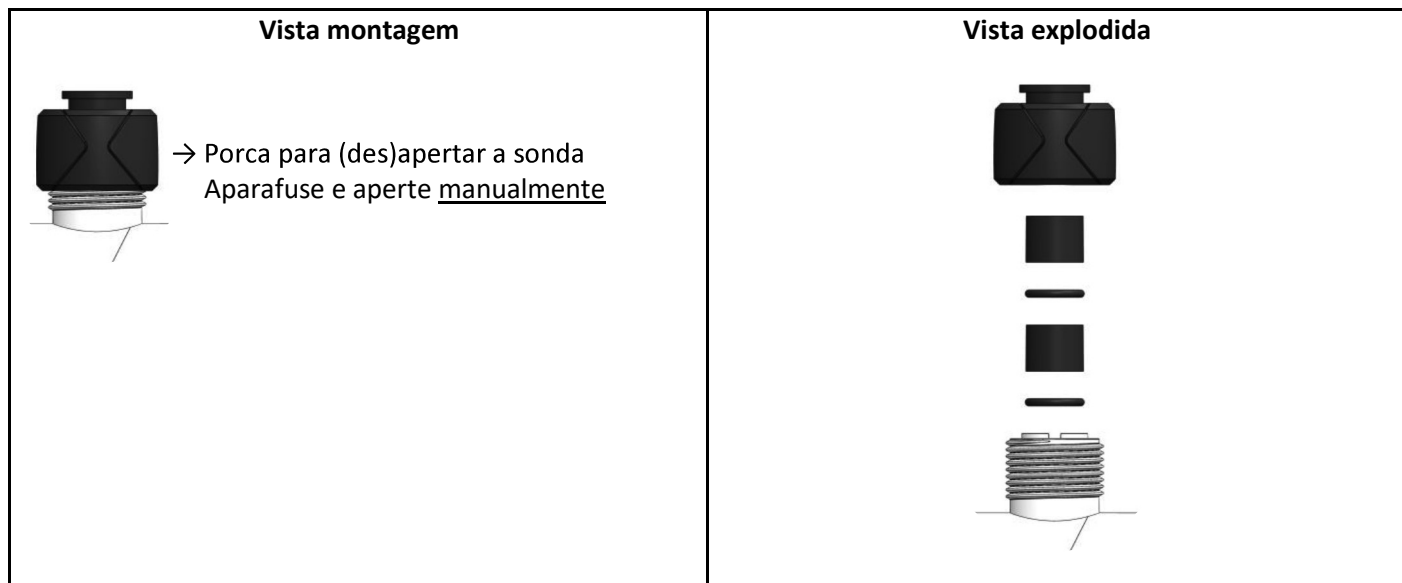 Vista montagem
Vista explodida
→ Porca para (des)apertar a sonda
Aparafuse e aperte manualmente